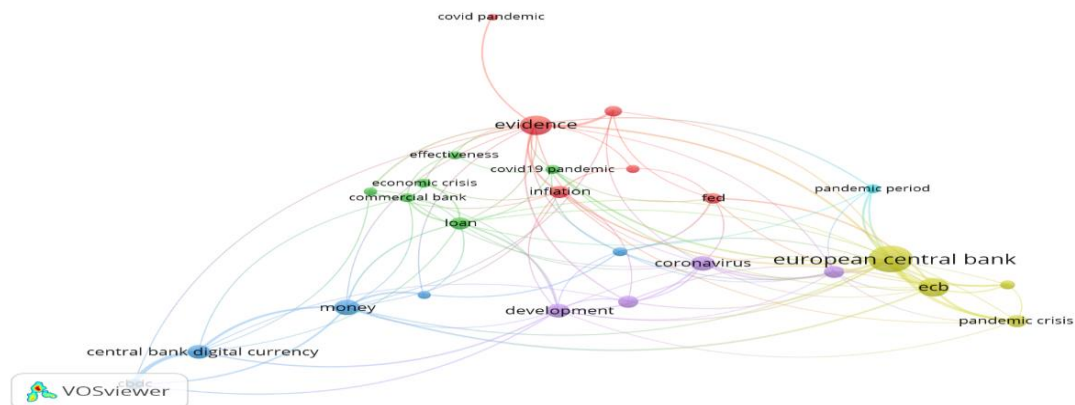 covid pandemic
evidence
effectiveness
covid19 pandemic
economic crisis
inflation
pandemic period
commercial bank
fed
loan
european central bank
coronavirus
ecb
money
development
pandemic crisis
central bank digital currency
cbdc
VOSviewer